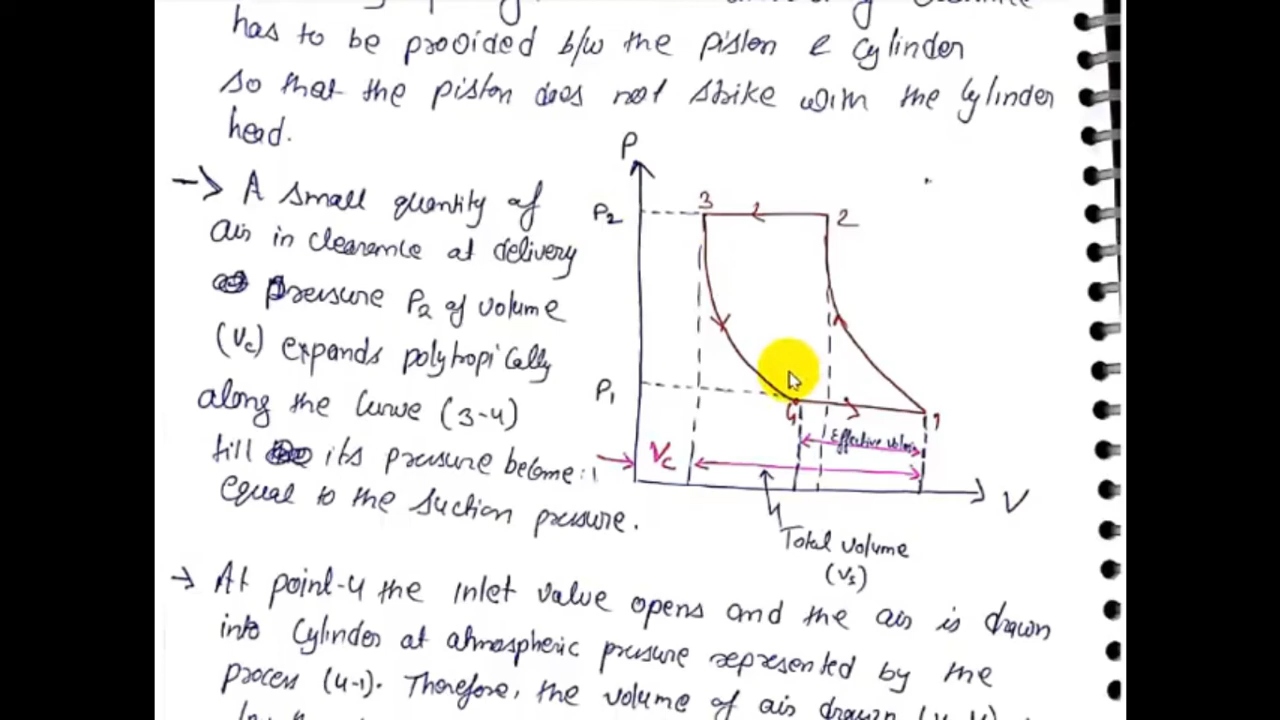 has to be provided b/w the piston & cylinder
so that the piston does not strike with the cylinder
head.
→ A small quantity of
air in clearence at delivery
pressure P2 of volume
(Vc) expands polytropically
along the curve (3-4)
till its pressure become
equal to the suction pressure.
P
P2
3
2
P1
4
1
Effective volume
Vc
V
Total volume
(Vs)
→ At point-4 the inlet valve opens and the air is drawn
into cylinder at atmospheric pressure represented by the
process (4-1). Therefore, the volume of air drawn